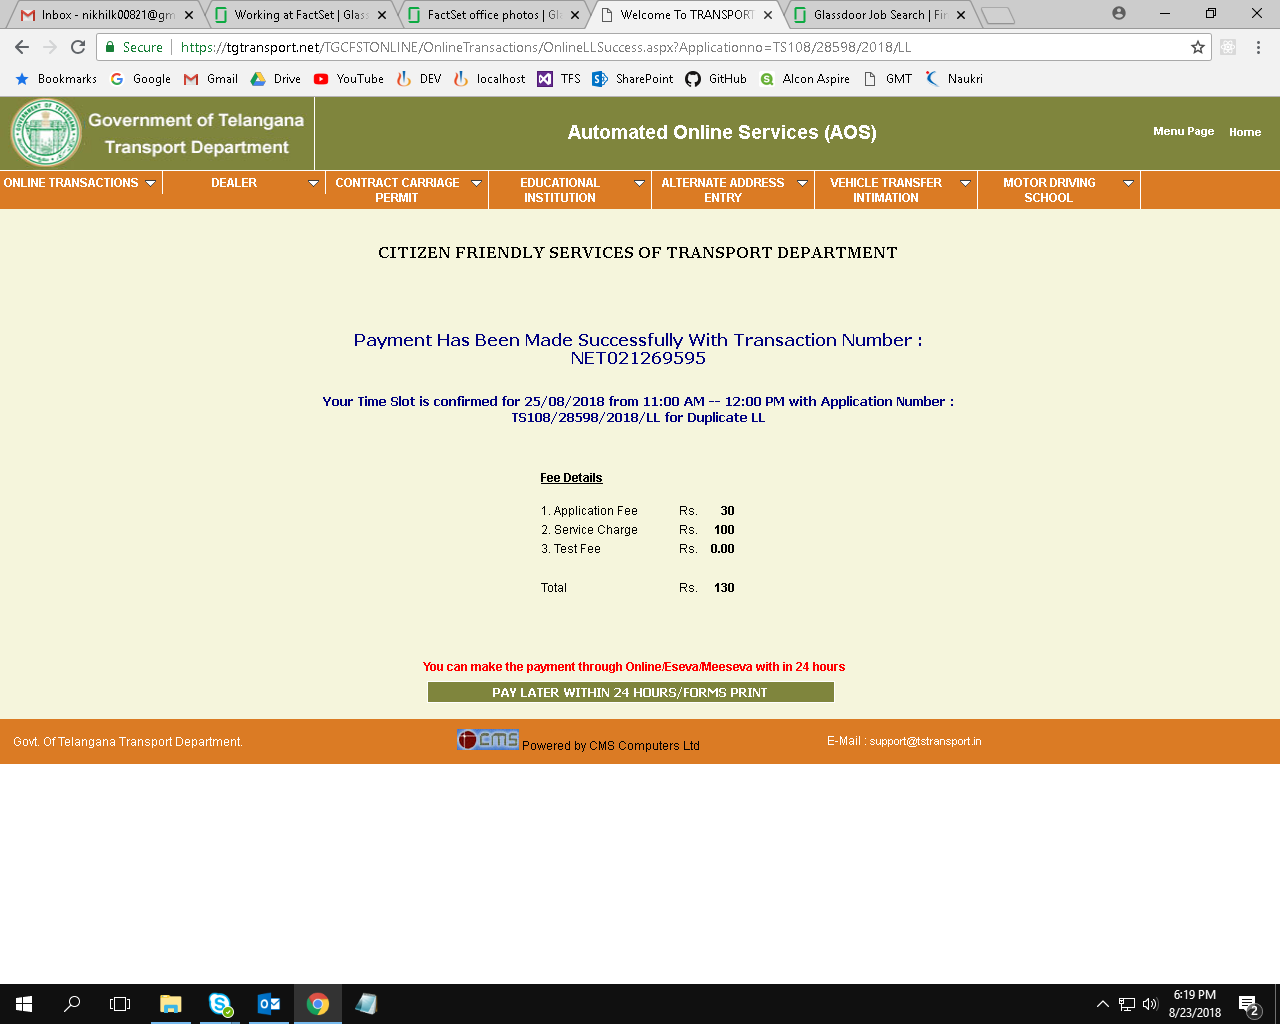 Inbox - nikhilk00821@gm
Working at FactSet | Glass
FactSet office photos | Gl
Welcome To TRANSPORT
Glassdoor Job Search | Fin
Secure
https://tgtransport.net/TGCFSTONLINE/OnlineTransactions/OnlineLLSuccess.aspx?Applicationno=TS108/28598/2018/LL
Bookmarks Google Gmail Drive YouTube DEV localhost TFS SharePoint GitHub Alcon Aspire GMT Naukri
Government of Telangana
Transport Department
Automated Online Services (AOS)
Menu Page Home
ONLINE TRANSACTIONS
DEALER
CONTRACT CARRIAGE
PERMIT
EDUCATIONAL
INSTITUTION
ALTERNATE ADDRESS
ENTRY
VEHICLE TRANSFER
INTIMATION
MOTOR DRIVING
SCHOOL
CITIZEN FRIENDLY SERVICES OF TRANSPORT DEPARTMENT
Payment Has Been Made Successfully With Transaction Number :
NET021269595
Your Time Slot is confirmed for 25/08/2018 from 11:00 AM -- 12:00 PM with Application Number :
TS108/28598/2018/LL for Duplicate LL
Fee Details
1. Application Fee Rs. 30
2. Service Charge Rs. 100
3. Test Fee Rs. 0.00
Total Rs. 130
You can make the payment through Online/Eseva/Meeseva with in 24 hours
PAY LATER WITHIN 24 HOURS/FORMS PRINT
Govt. Of Telangana Transport Department.
CMS Powered by CMS Computers Ltd
E-Mail : support@tstransport.in
6:19 PM
8/23/2018
2